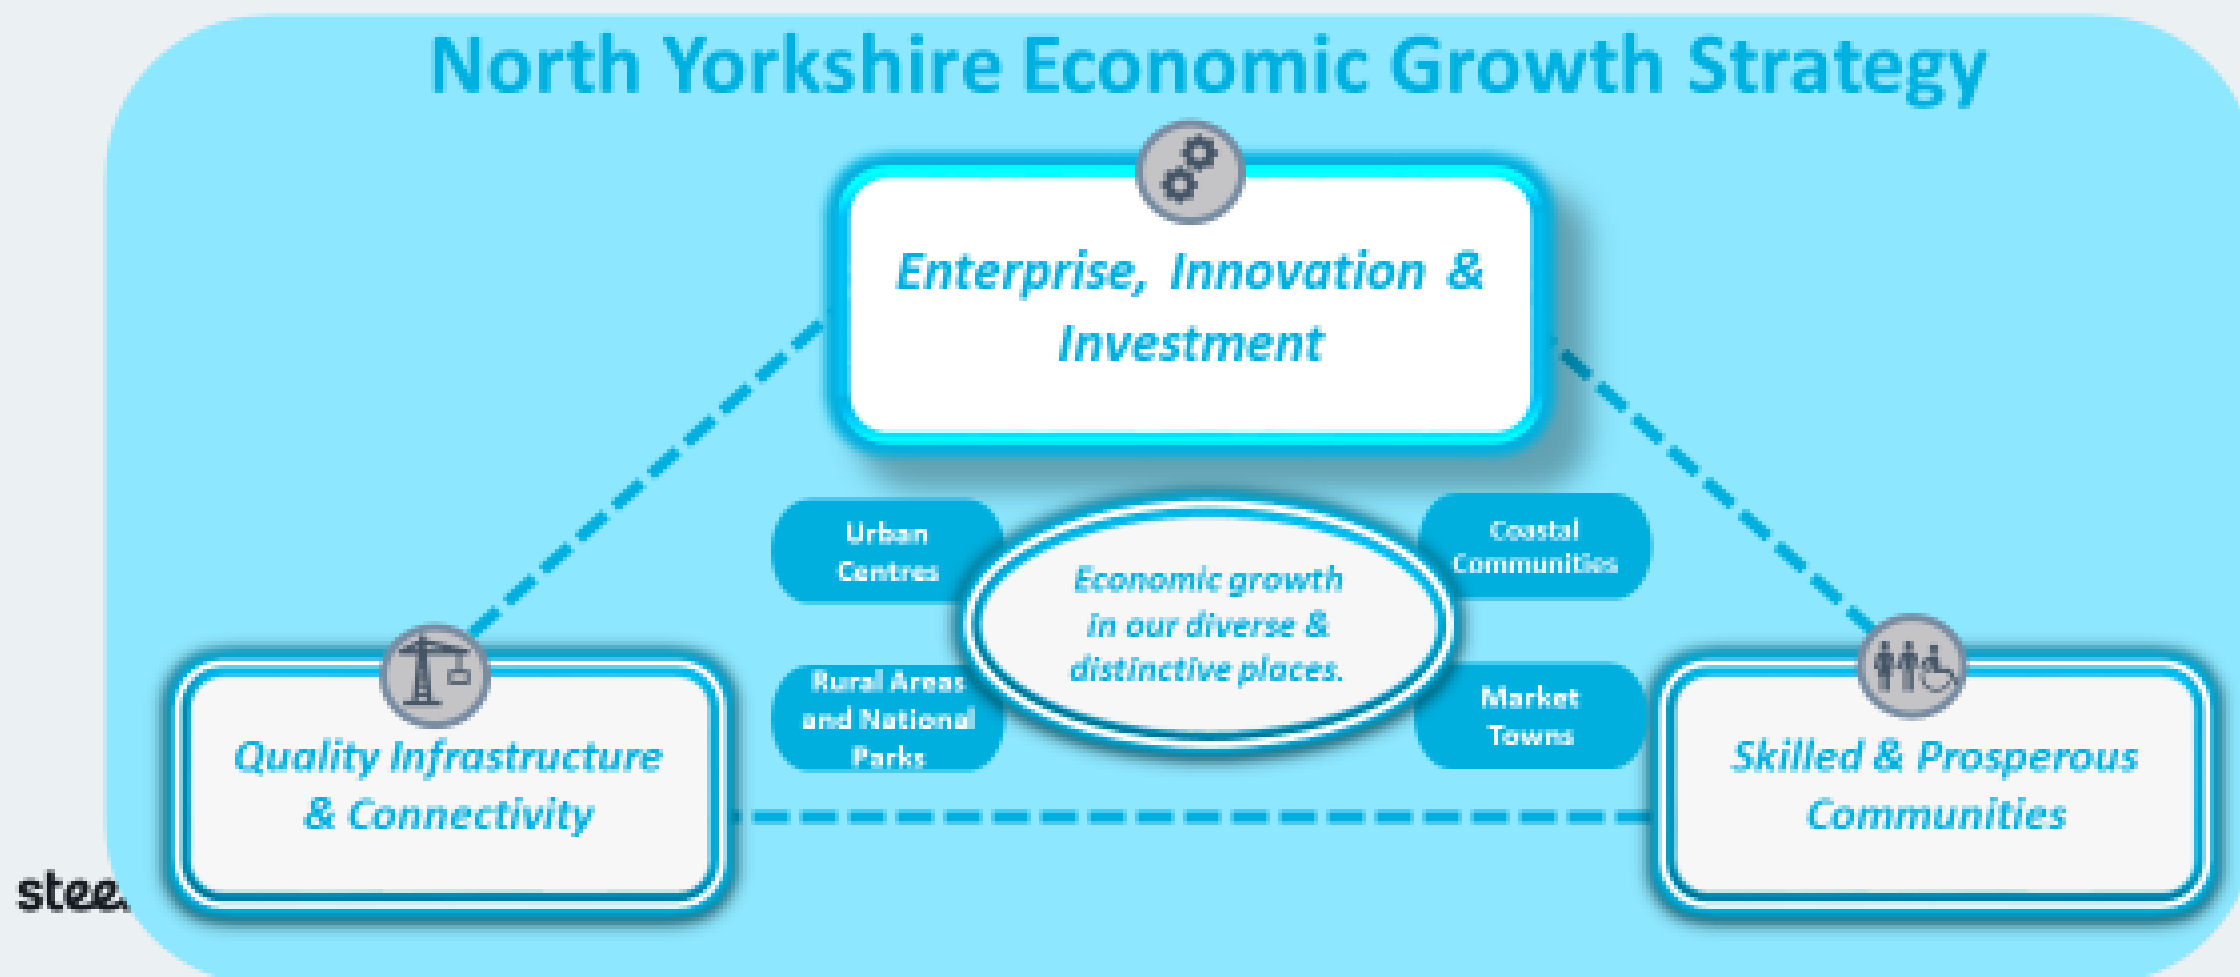 North Yorkshire Economic Growth Strategy
Enterprise, Innovation &
Investment
Urban
Centres
Coastal
Communities
Economic growth
in our diverse &
distinctive places.
Rural Areas
and National
Parks
Market
Towns
Quality Infrastructure
& Connectivity
Skilled & Prosperous
Communities